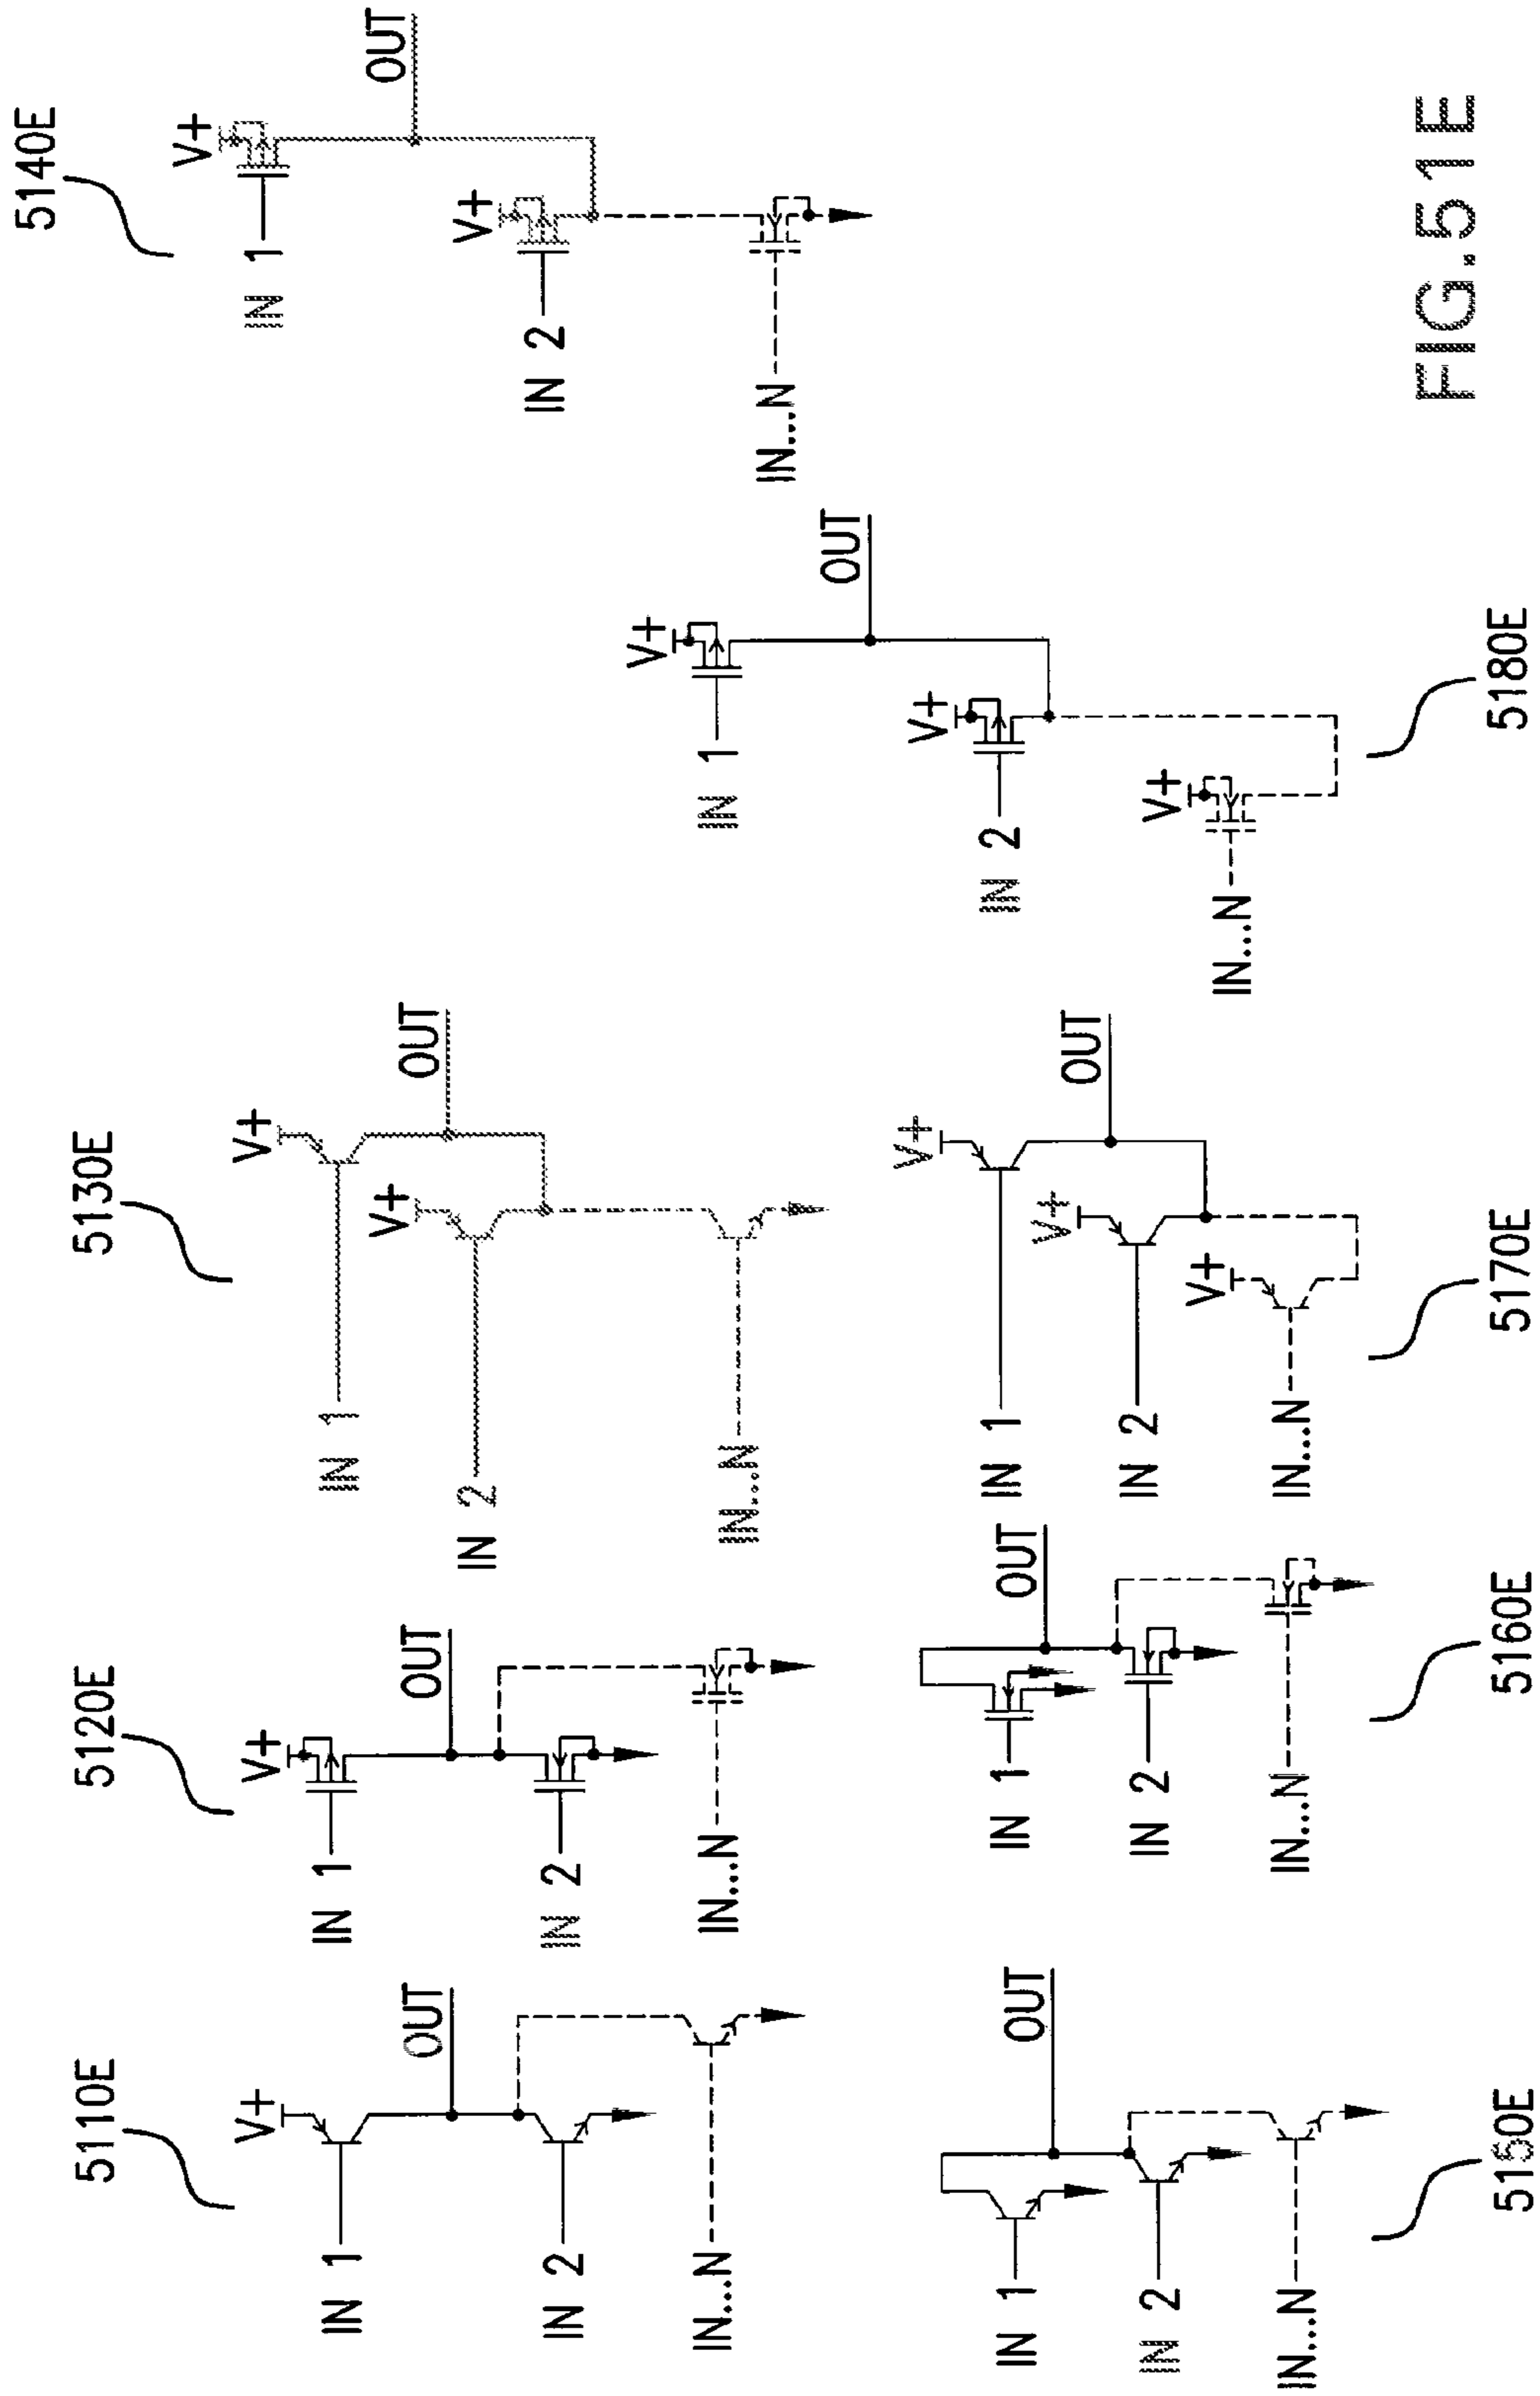 5110E
V+
IN 1
OUT
IN 2
IN...N
5120E
V+
IN 1
OUT
IN 2
IN...N
5130E
V+
IN 1
V+
OUT
IN 2
IN...N
5140E
V+
IN 1
OUT
V+
IN 2
IN...N
OUT
IN 1
IN 2
IN...N
5150E
OUT
IN 1
IN 2
IN...N
5160E
V+
IN 1
V+
OUT
IN 2
V+
IN...N
5170E
V+
IN 1
OUT
V+
IN 2
V+
IN...N
5180E
FIG.51E